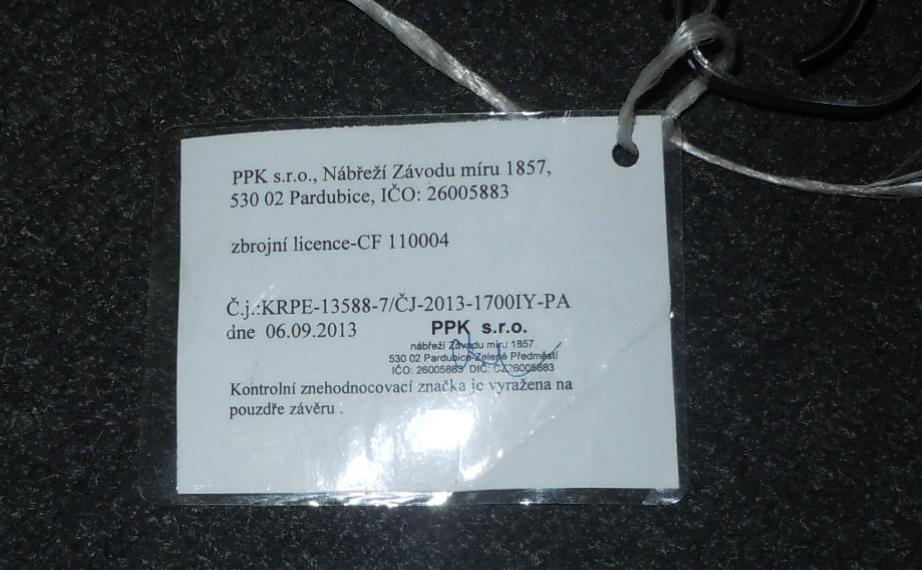 PPK s.r.o., Nábřeží Závodu míru 1857,
530 02 Pardubice, IČO: 26005883
zbrojní licence-CF 110004
Č.j.:KRPE-13588-7/ČJ-2013-1700IY-PA
dne 06.09.2013
PPK s.r.o.
nábřeží Závodu míru 1857
530 02 Pardubice-Zelené Předměstí
IČO: 26005883 DIČ: CZ26005883
Kontrolní znehodnocovací značka je vyražena na
pouzdře závěru .